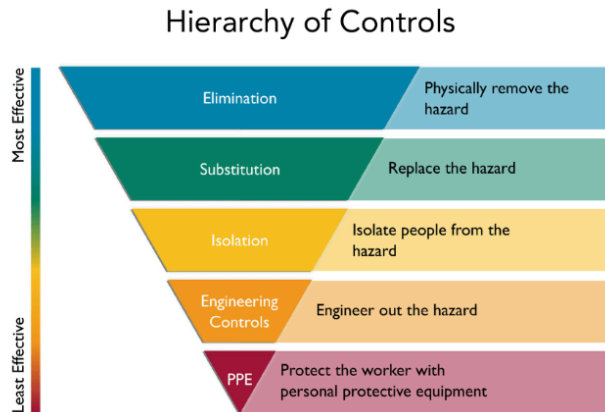 Hierarchy of Controls
Most Effective
Least Effective
Elimination
Physically remove the
hazard
Substitution
Replace the hazard
Isolation
Isolate people from the
hazard
Engineering
Controls
Engineer out the hazard
PPE
Protect the worker with
personal protective equipment